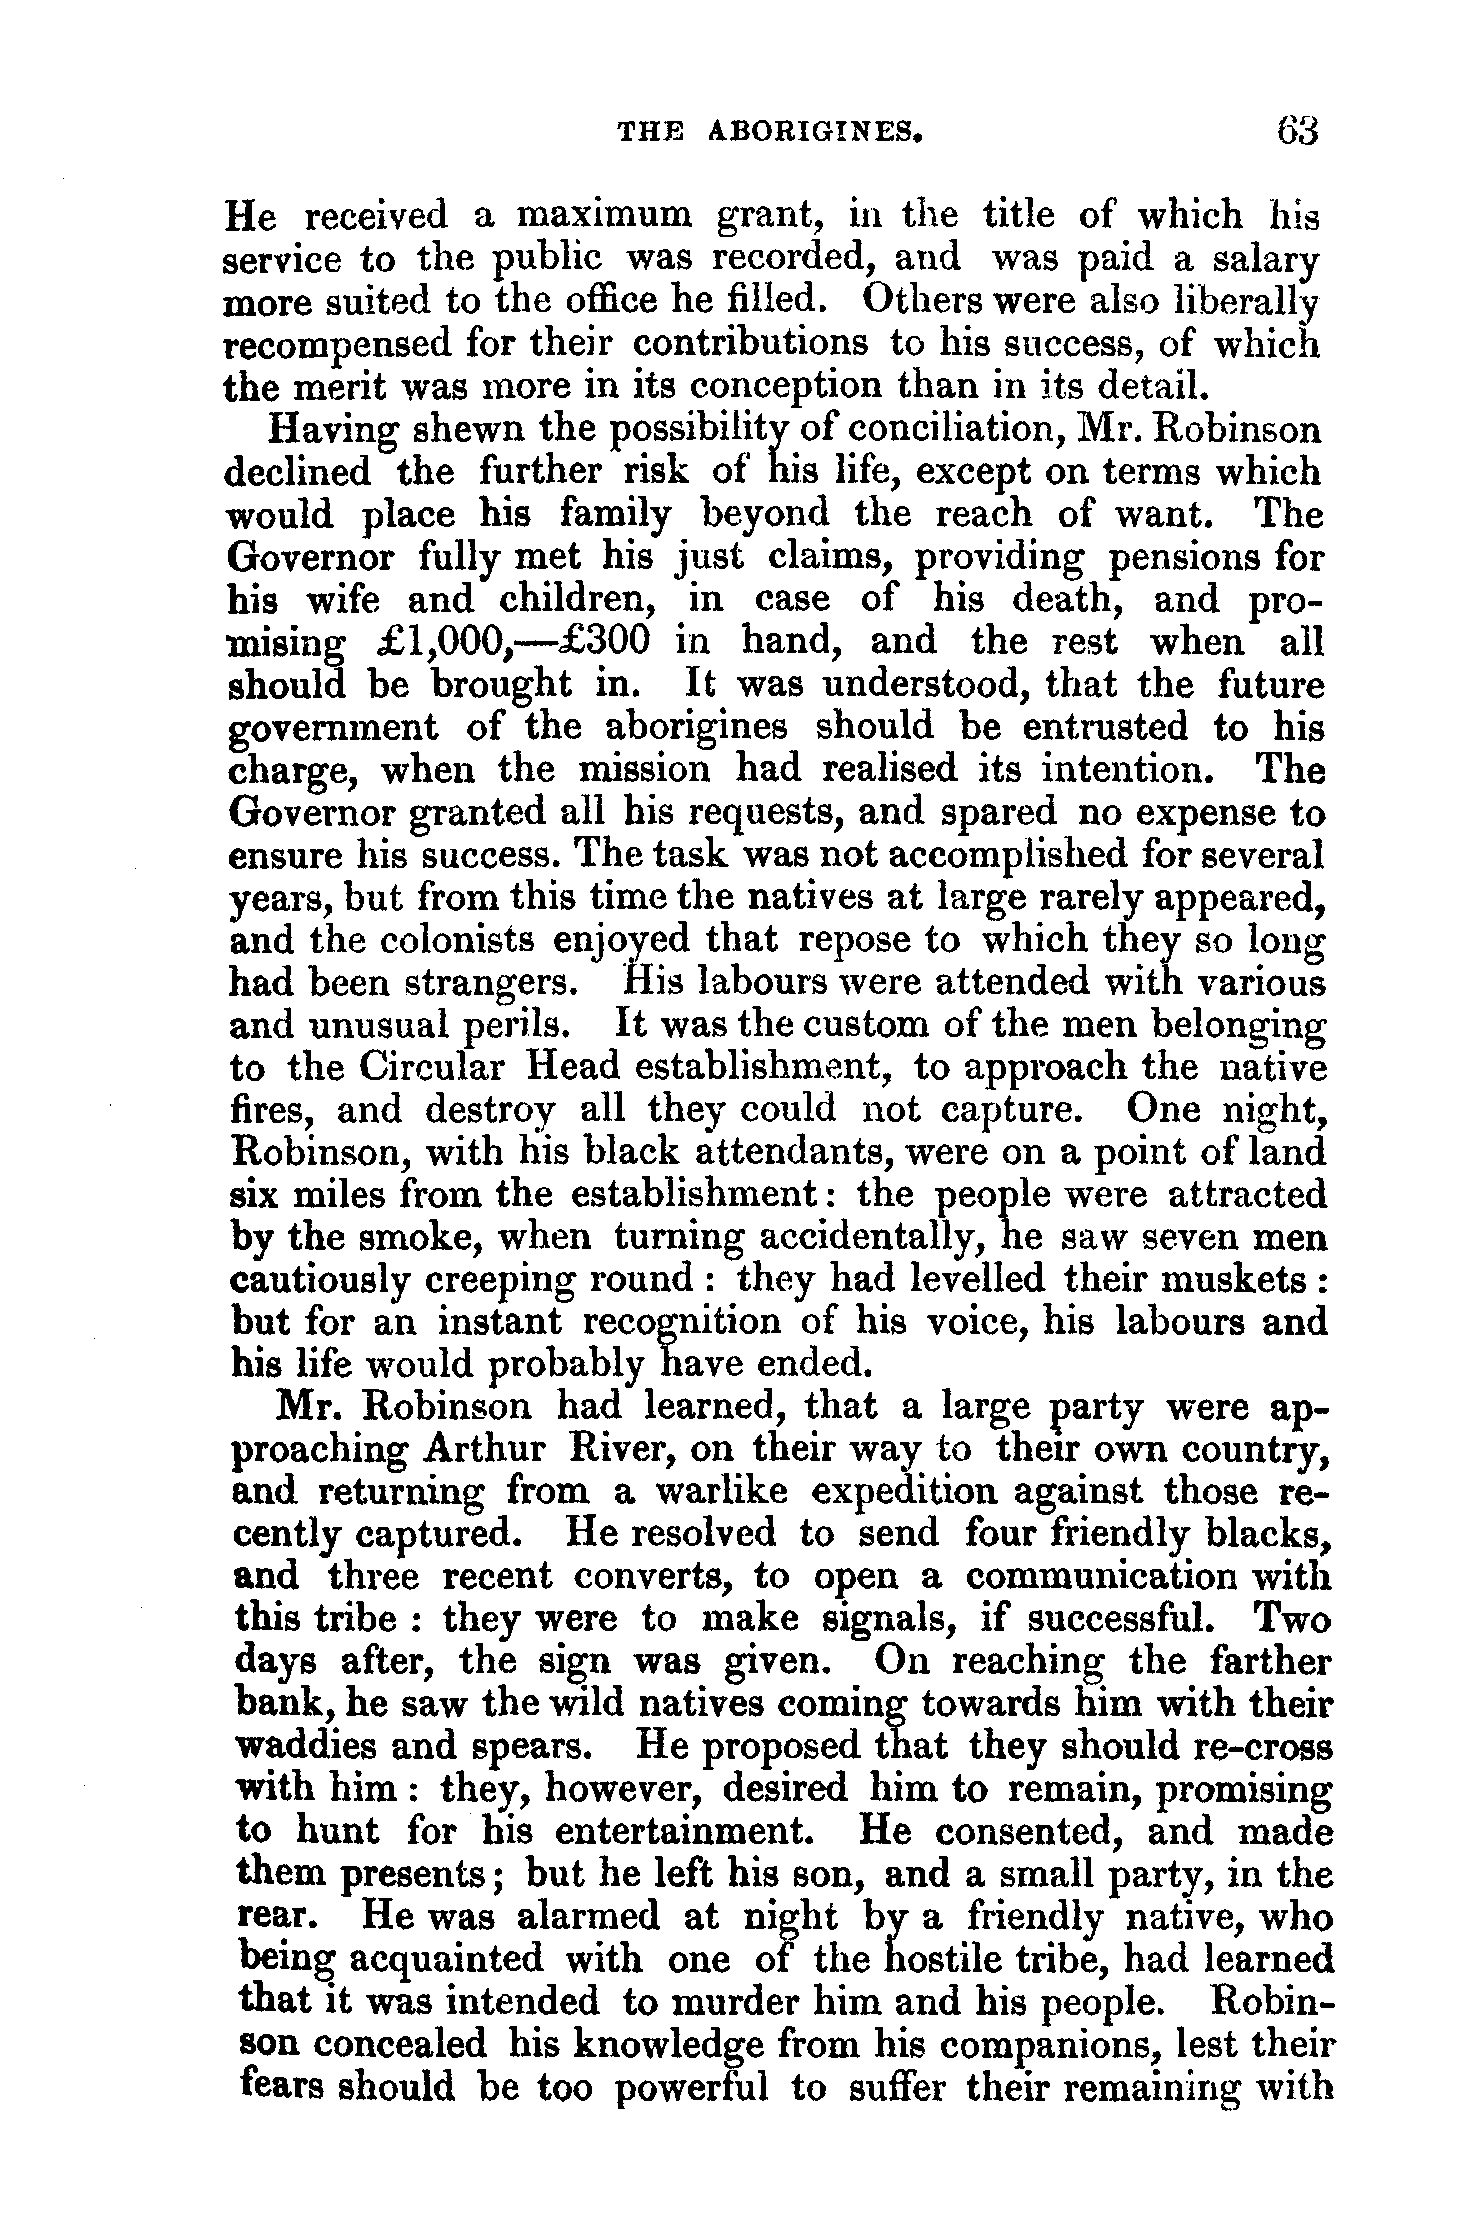 THE ABORIGINES. 63
He received a maximum grant, in the title of which his
service to the public was recorded, and was paid a salary
more suited to the office he filled. Others were also liberally
recompensed for their contributions to his success, of which
the merit was more in its conception than in its detail.
Having shewn the possibility of conciliation, Mr. Robinson
declined the further risk of his life, except on terms which
would place his family beyond the reach of want. The
Governor fully met his just claims, providing pensions for
his wife and children, in case of his death, and pro-
mising £1,000,—£300 in hand, and the rest when all
should be brought in. It was understood, that the future
government of the aborigines should be entrusted to his
charge, when the mission had realised its intention. The
Governor granted all his requests, and spared no expense to
ensure his success. The task was not accomplished for several
years, but from this time the natives at large rarely appeared,
and the colonists enjoyed that repose to which they so long
had been strangers. His labours were attended with various
and unusual perils. It was the custom of the men belonging
to the Circular Head establishment, to approach the native
fires, and destroy all they could not capture. One night,
Robinson, with his black attendants, were on a point of land
six miles from the establishment: the people were attracted
by the smoke, when turning accidentally, he saw seven men
cautiously creeping round : they had levelled their muskets :
but for an instant recognition of his voice, his labours and
his life would probably have ended.
Mr. Robinson had learned, that a large party were ap-
proaching Arthur River, on their way to their own country,
and returning from a warlike expedition against those re-
cently captured. He resolved to send four friendly blacks,
and three recent converts, to open a communication with
this tribe : they were to make signals, if successful. Two
days after, the sign was given. On reaching the farther
bank, he saw the wild natives coming towards him with their
waddies and spears. He proposed that they should re-cross
with him : they, however, desired him to remain, promising
to hunt for his entertainment. He consented, and made
them presents; but he left his son, and a small party, in the
rear. He was alarmed at night by a friendly native, who
being acquainted with one of the hostile tribe, had learned
that it was intended to murder him and his people. Robin-
son concealed his knowledge from his companions, lest their
fears should be too powerful to suffer their remaining with